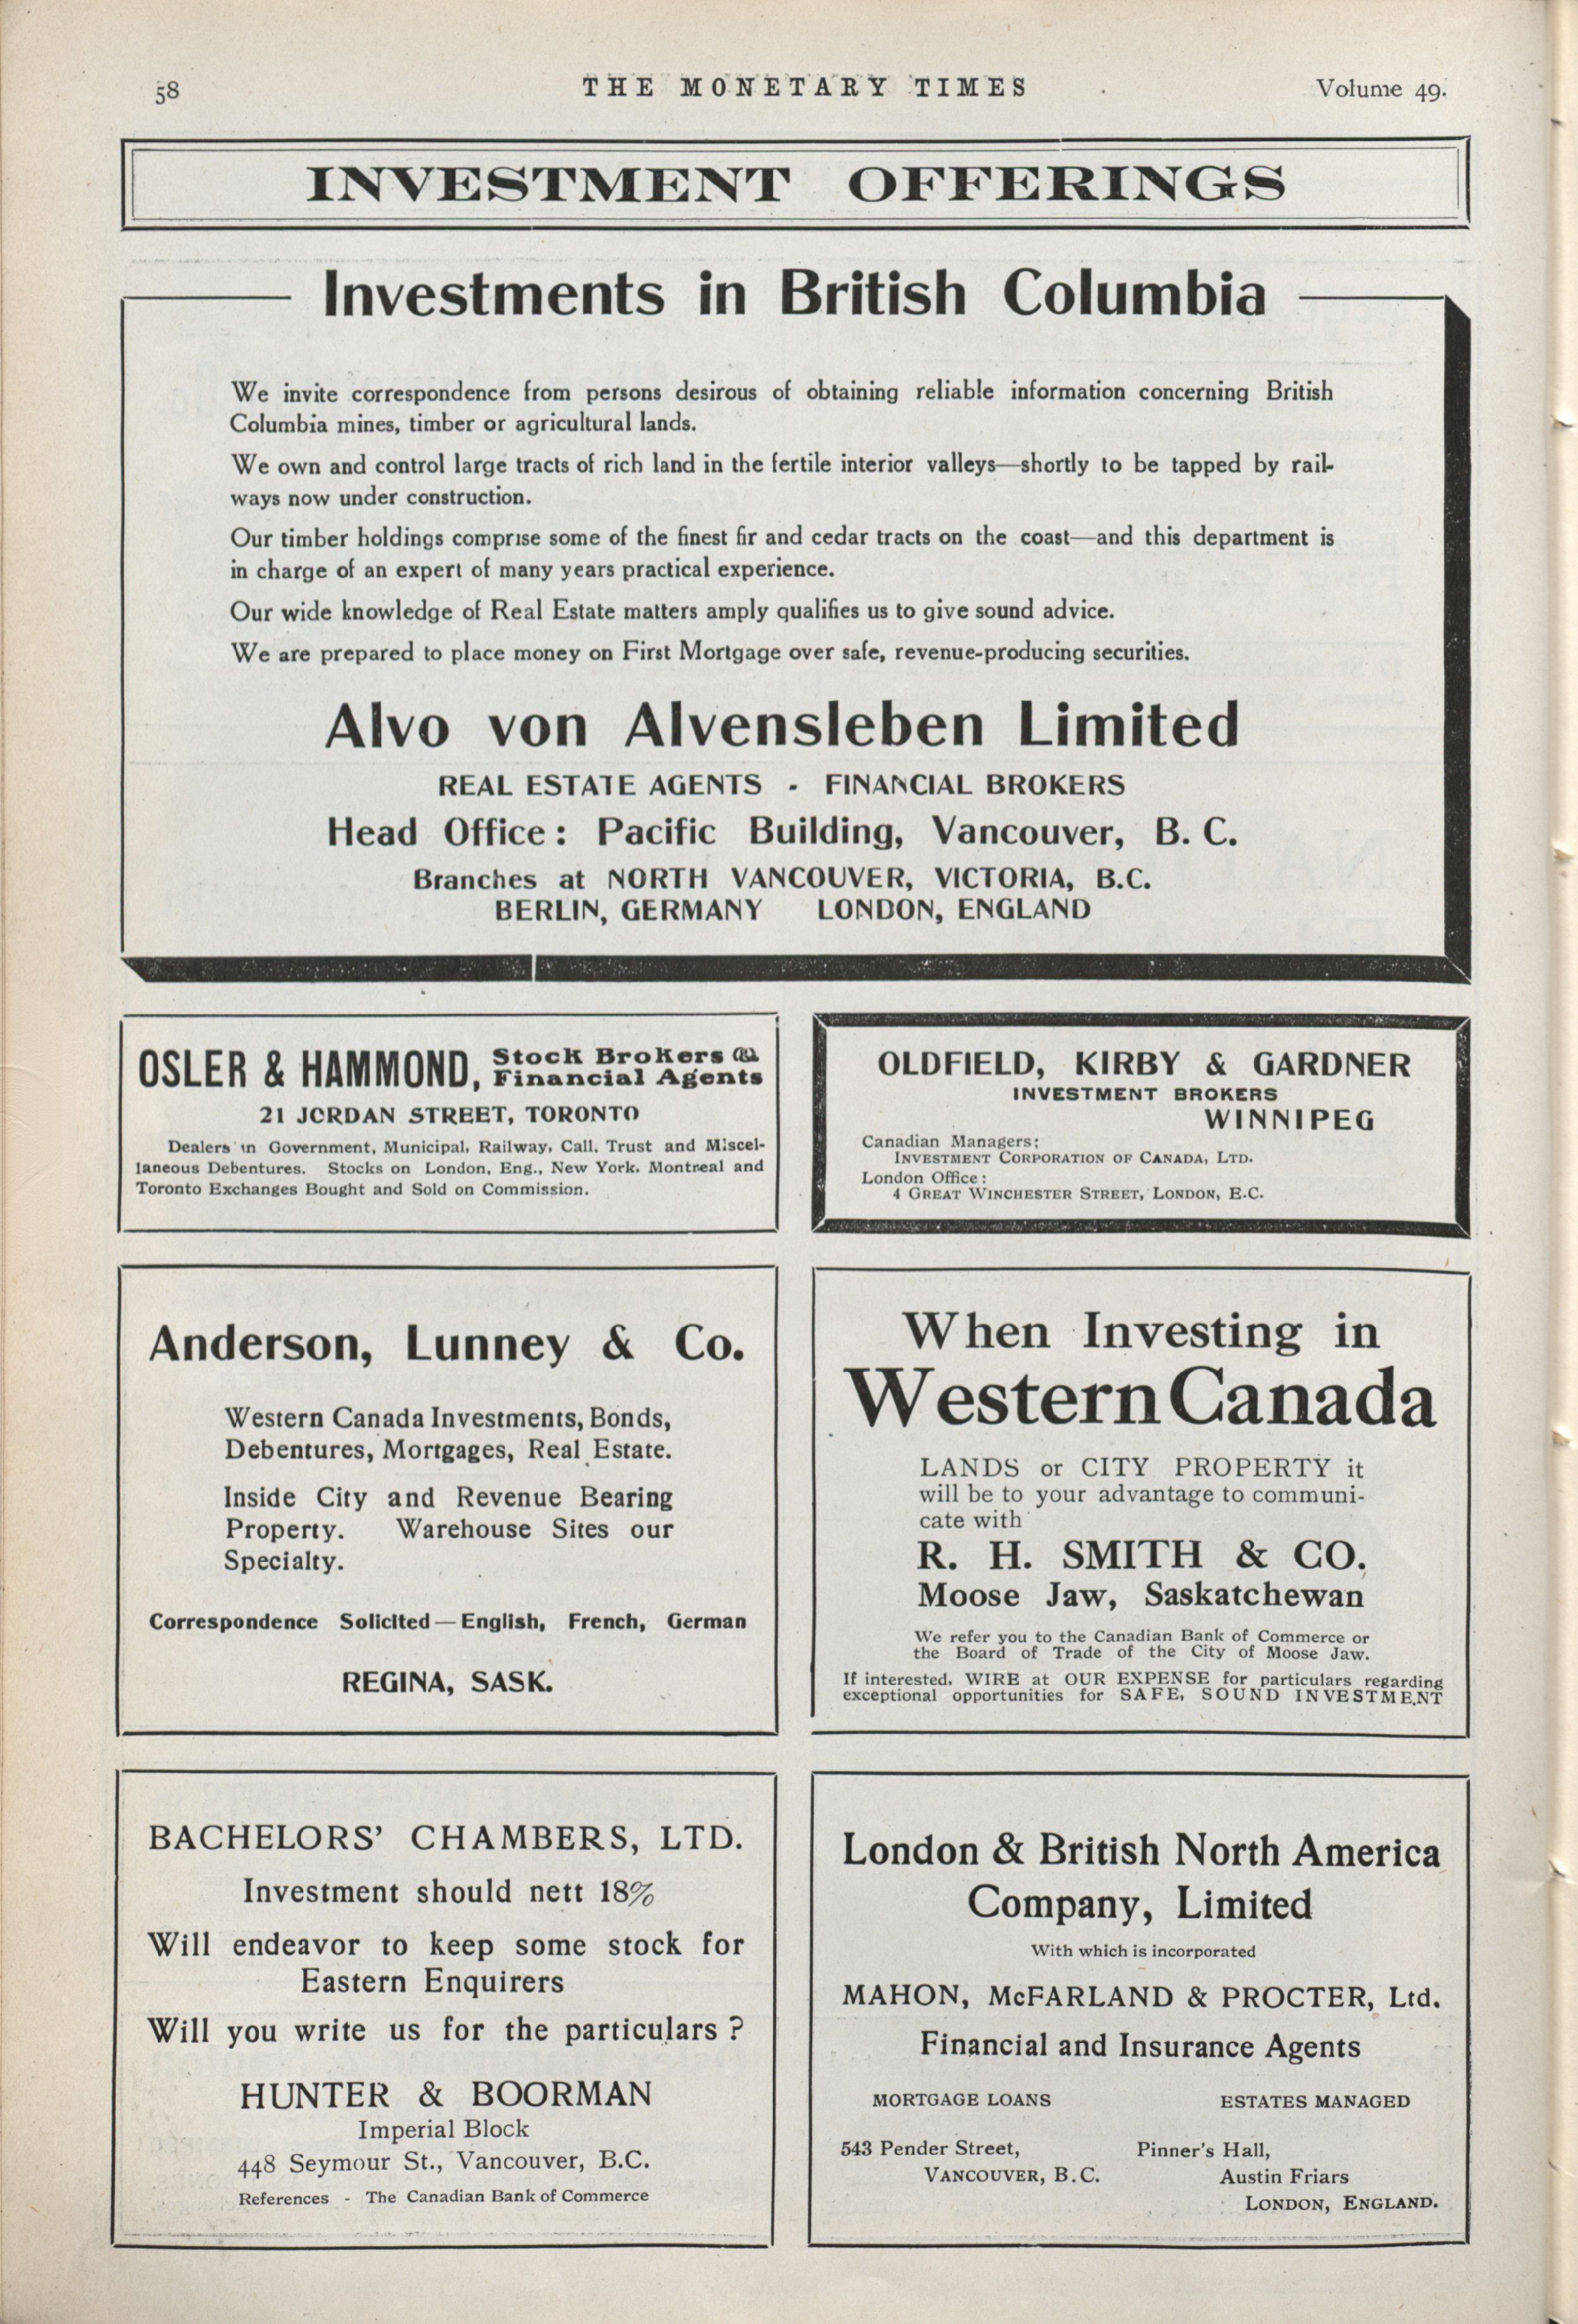 58
THE MONETARY TIMES
Volume 49.
INVESTMENT OFFERINGS
Investments in British Columbia
We invite correspondence from persons desirous of obtaining reliable information concerning British
Columbia mines, timber or agricultural lands.
We own and control large tracts of rich land in the fertile interior valleys—shortly to be tapped by rail-
ways now under construction.
Our timber holdings comprise some of the finest fir and cedar tracts on the coast—and this department is
in charge of an expert of many years practical experience.
Our wide knowledge of Real Estate matters amply qualifies us to give sound advice.
We are prepared to place money on First Mortgage over safe, revenue-producing securities.
Alvo von Alvensleben Limited
REAL ESTATE AGENTS - FINANCIAL BROKERS
Head Office: Pacific Building, Vancouver, B. C.
Branches at NORTH VANCOUVER, VICTORIA, B.C.
BERLIN, GERMANY LONDON, ENGLAND
OSLER & HAMMOND, Stock Brokers &
Financial Agents
21 JORDAN STREET, TORONTO
Dealers in Government, Municipal, Railway, Call, Trust and Miscel-
laneous Debentures. Stocks on London, Eng., New York, Montreal and
Toronto Exchanges Bought and Sold on Commission.
OLDFIELD, KIRBY & GARDNER
INVESTMENT BROKERS
WINNIPEG
Canadian Managers:
INVESTMENT CORPORATION OF CANADA, LTD.
London Office:
4 GREAT WINCHESTER STREET, LONDON, E.C.
Anderson, Lunney & Co.
Western Canada Investments, Bonds,
Debentures, Mortgages, Real Estate.
Inside City and Revenue Bearing
Property. Warehouse Sites our
Specialty.
Correspondence Solicited—English, French, German
REGINA, SASK.
When Investing in
Western Canada
LANDS or CITY PROPERTY it
will be to your advantage to communi-
cate with
R. H. SMITH & CO.
Moose Jaw, Saskatchewan
We refer you to the Canadian Bank of Commerce or
the Board of Trade of the City of Moose Jaw.
If interested, WIRE at OUR EXPENSE for particulars regarding
exceptional opportunities for SAFE, SOUND INVESTMENT
BACHELORS' CHAMBERS, LTD.
Investment should nett 18%
Will endeavor to keep some stock for
Eastern Enquirers
Will you write us for the particulars?
HUNTER & BOORMAN
Imperial Block
448 Seymour St., Vancouver, B.C.
References - The Canadian Bank of Commerce
London & British North America
Company, Limited
With which is incorporated
MAHON, McFARLAND & PROCTER, Ltd.
Financial and Insurance Agents
MORTGAGE LOANS ESTATES MANAGED
543 Pender Street, Pinner's Hall,
VANCOUVER, B.C. Austin Friars
LONDON, ENGLAND.